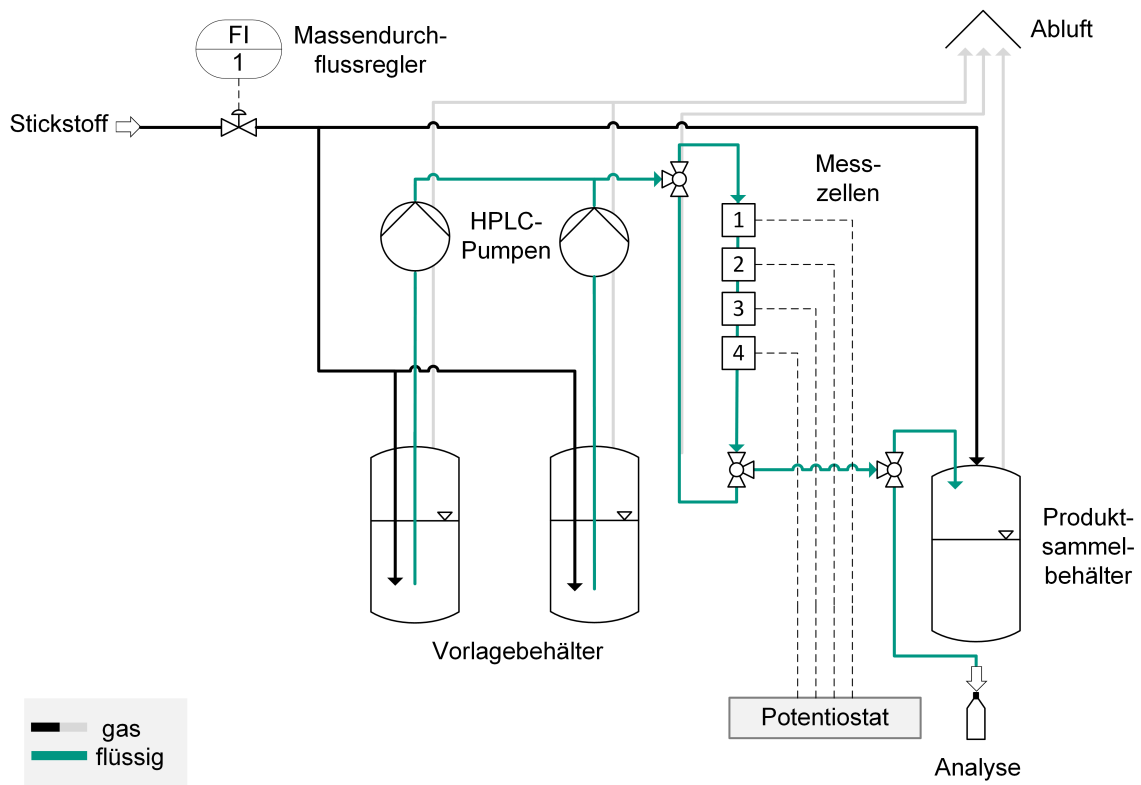 FI
1
Massendurch-
flussregler
Abluft
Stickstoff
Mess-
zellen
HPLC-
Pumpen
1
2
3
4
Produkt-
sammel-
behälter
Vorlagebehälter
gas
flüssig
Potentiostat
Analyse